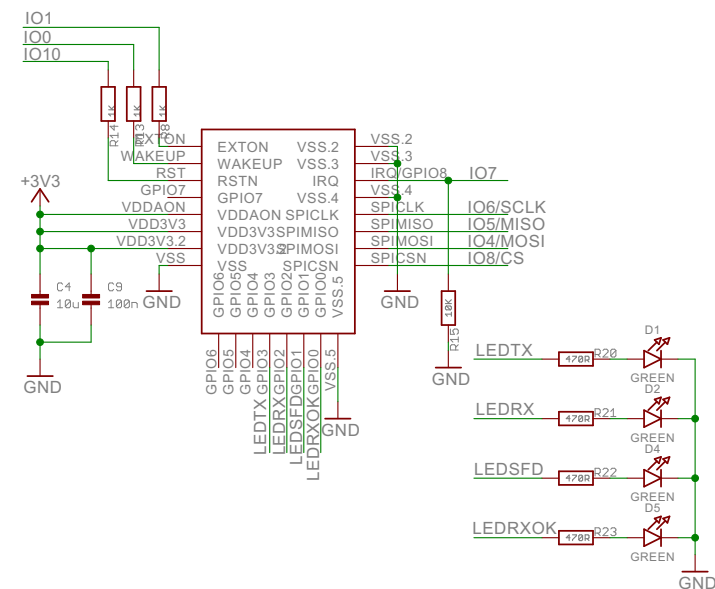 IO1
IO0
IO10
1K
1K
1K
R14
R13
R8
EXTON
WAKEUP
RST
GPIO7
VDDAON
VDD3V3
VDD3V3.2
VSS
EXTON
WAKEUP
RSTN
GPIO7
VDDAON
VDD3V3
VDD3V3.2
VSS
VSS.2
VSS.3
IRQ
VSS.4
SPICLK
SPIMISO
SPIMOSI
SPICSN
VSS.2
VSS.3
IRQ/GPIO8
VSS.4
SPICLK
SPIMISO
SPIMOSI
SPICSN
IO7
IO6/SCLK
IO5/MISO
IO4/MOSI
IO8/CS
GPIO6
GPIO5
GPIO4
GPIO3
GPIO2
GPIO1
GPIO0
VSS.5
GPIO6
GPIO5
GPIO4
GPIO3
GPIO2
GPIO1
GPIO0
VSS.5
LEDTX
LEDRX
LEDSFD
LEDRXOK
+3V3
C4
10u
C9
100n
GND
GND
GND
GND
10K
R15
GND
LEDTX
470R
R20
D1
GREEN
LEDRX
470R
R21
D2
GREEN
LEDSFD
470R
R22
D4
GREEN
LEDRXOK
470R
R23
D5
GREEN
GND